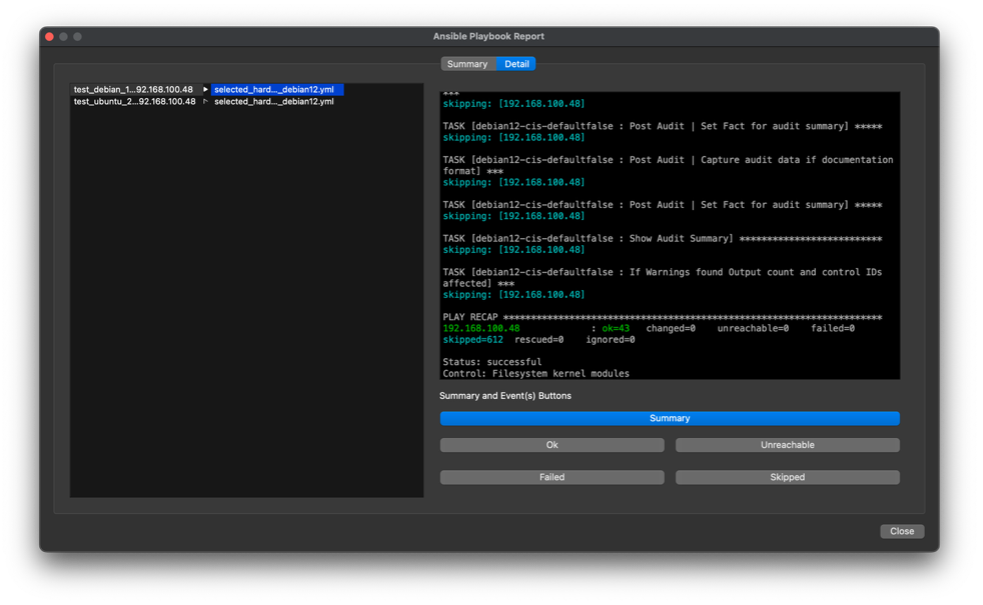 Ansible Playbook Report
Summary Detail
test_debian_1...92.168.100.48 selected_hard..._debian12.yml
test_ubuntu_2...92.168.100.48 selected_hard..._debian12.yml
***
skipping: [192.168.100.48]
TASK [debian12-cis-defaultfalse : Post Audit | Set Fact for audit summary] *****
skipping: [192.168.100.48]
TASK [debian12-cis-defaultfalse : Post Audit | Capture audit data if documentation
format] ***
skipping: [192.168.100.48]
TASK [debian12-cis-defaultfalse : Post Audit | Set Fact for audit summary] *****
skipping: [192.168.100.48]
TASK [debian12-cis-defaultfalse : Show Audit Summary] **************************
skipping: [192.168.100.48]
TASK [debian12-cis-defaultfalse : If Warnings found Output count and control IDs
affected] ***
skipping: [192.168.100.48]
PLAY RECAP *********************************************************************
192.168.100.48 : ok=43 changed=0 unreachable=0 failed=0
skipped=612 rescued=0 ignored=0
Status: successful
Control: Filesystem kernel modules
Summary and Event(s) Buttons
Summary
Ok Unreachable
Failed Skipped
Close